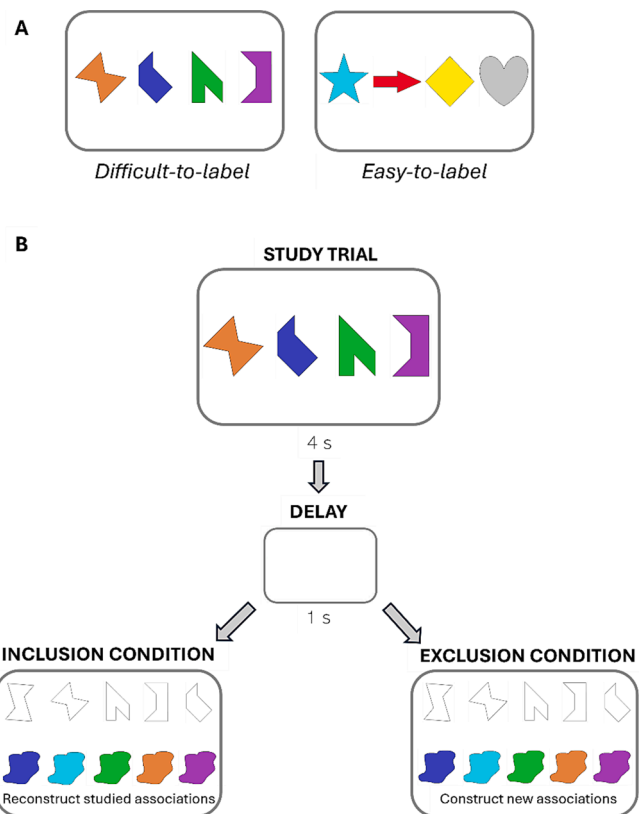 A
Difficult-to-label
Easy-to-label
B
STUDY TRIAL
4 s
DELAY
1 s
INCLUSION CONDITION
Reconstruct studied associations
EXCLUSION CONDITION
Construct new associations